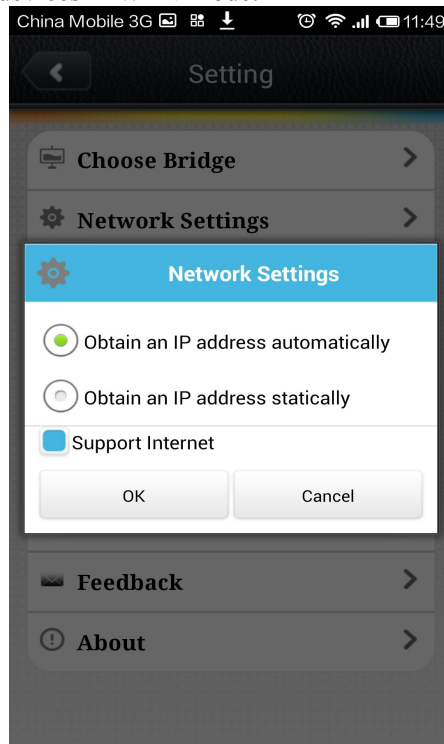 China Mobile 3G 11:49
Setting
Choose Bridge
Network Settings
Network Settings
Obtain an IP address automatically
Obtain an IP address statically
Support Internet
OK Cancel
Feedback
About